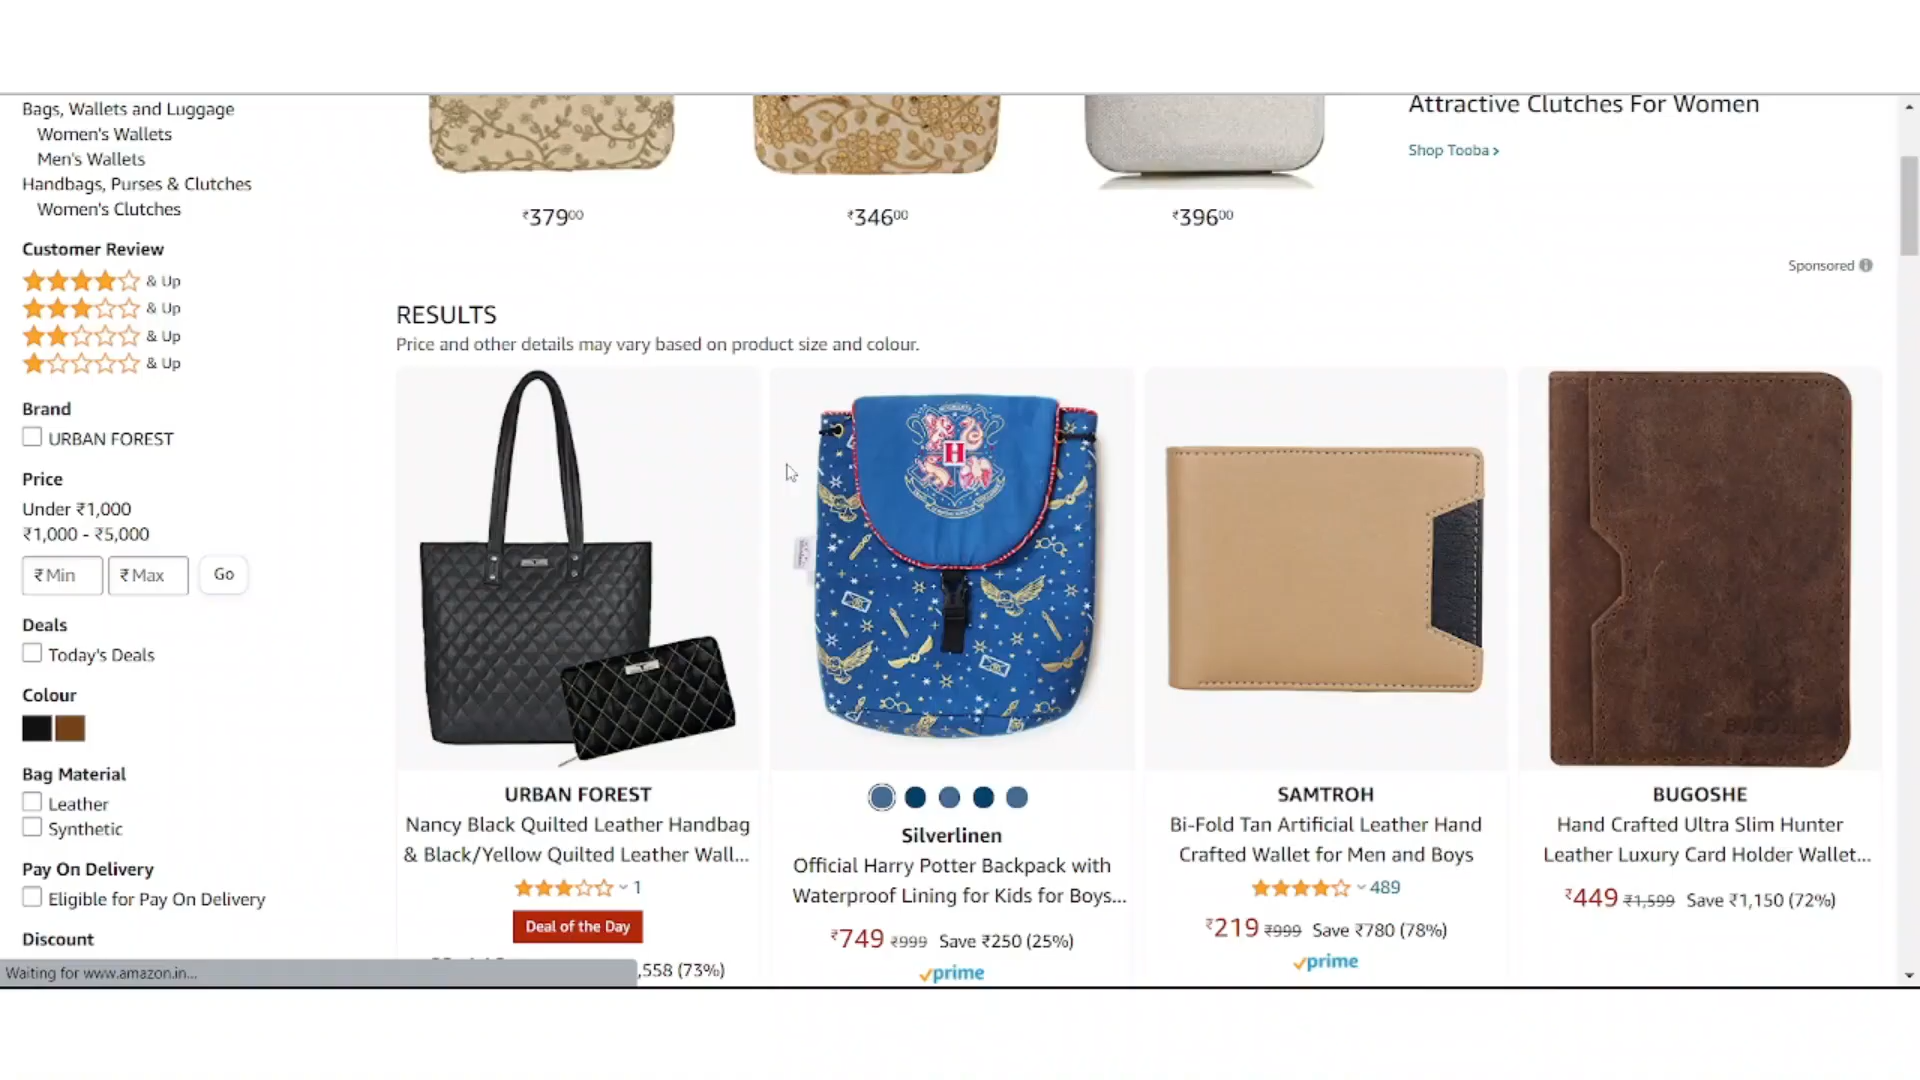 Bags, Wallets and Luggage
Women's Wallets
Men's Wallets
Handbags, Purses & Clutches
Women's Clutches
Customer Review
& Up
& Up
& Up
& Up
Brand
URBAN FOREST
Price
Under ₹1,000
₹1,000 - ₹5,000
₹ Min
₹ Max
Go
Deals
Today's Deals
Colour
Bag Material
Leather
Synthetic
Pay On Delivery
Eligible for Pay On Delivery
Discount
Waiting for www.amazon.in...
Attractive Clutches For Women
Shop Tooba ›
₹379⁰⁰
₹346⁰⁰
₹396⁰⁰
Sponsored
RESULTS
Price and other details may vary based on product size and colour.
URBAN FOREST
Nancy Black Quilted Leather Handbag
& Black/Yellow Quilted Leather Wall...
1
Deal of the Day
,558 (73%)
H
Silverlinen
Official Harry Potter Backpack with
Waterproof Lining for Kids for Boys...
₹749 ₹999 Save ₹250 (25%)
prime
SAMTROH
Bi-Fold Tan Artificial Leather Hand
Crafted Wallet for Men and Boys
489
₹219 ₹999 Save ₹780 (78%)
prime
BUGOSHE
BUGOSHE
Hand Crafted Ultra Slim Hunter
Leather Luxury Card Holder Wallet...
₹449 ₹1,599 Save ₹1,150 (72%)